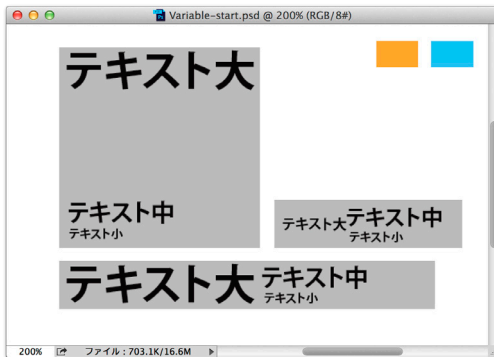 Variable-start.psd @ 200% (RGB/8#)
テキスト大
テキスト中
テキスト小
テキスト大テキスト中
テキスト小
テキスト大 テキスト中
テキスト小
200% ファイル : 703.1K/16.6M